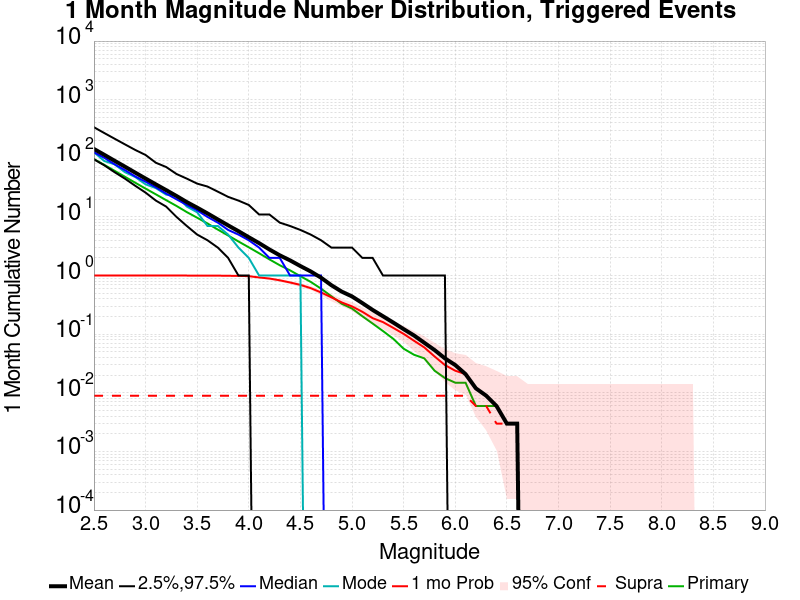 1 Month Magnitude Number Distribution, Triggered Events
1 Month Cumulative Number
10^4
10^3
10^2
10^1
10^0
10^-1
10^-2
10^-3
10^-4
2.5 3.0 3.5 4.0 4.5 5.0 5.5 6.0 6.5 7.0 7.5 8.0 8.5 9.0
Magnitude
Mean 2.5%,97.5% Median Mode 1 mo Prob 95% Conf Supra Primary